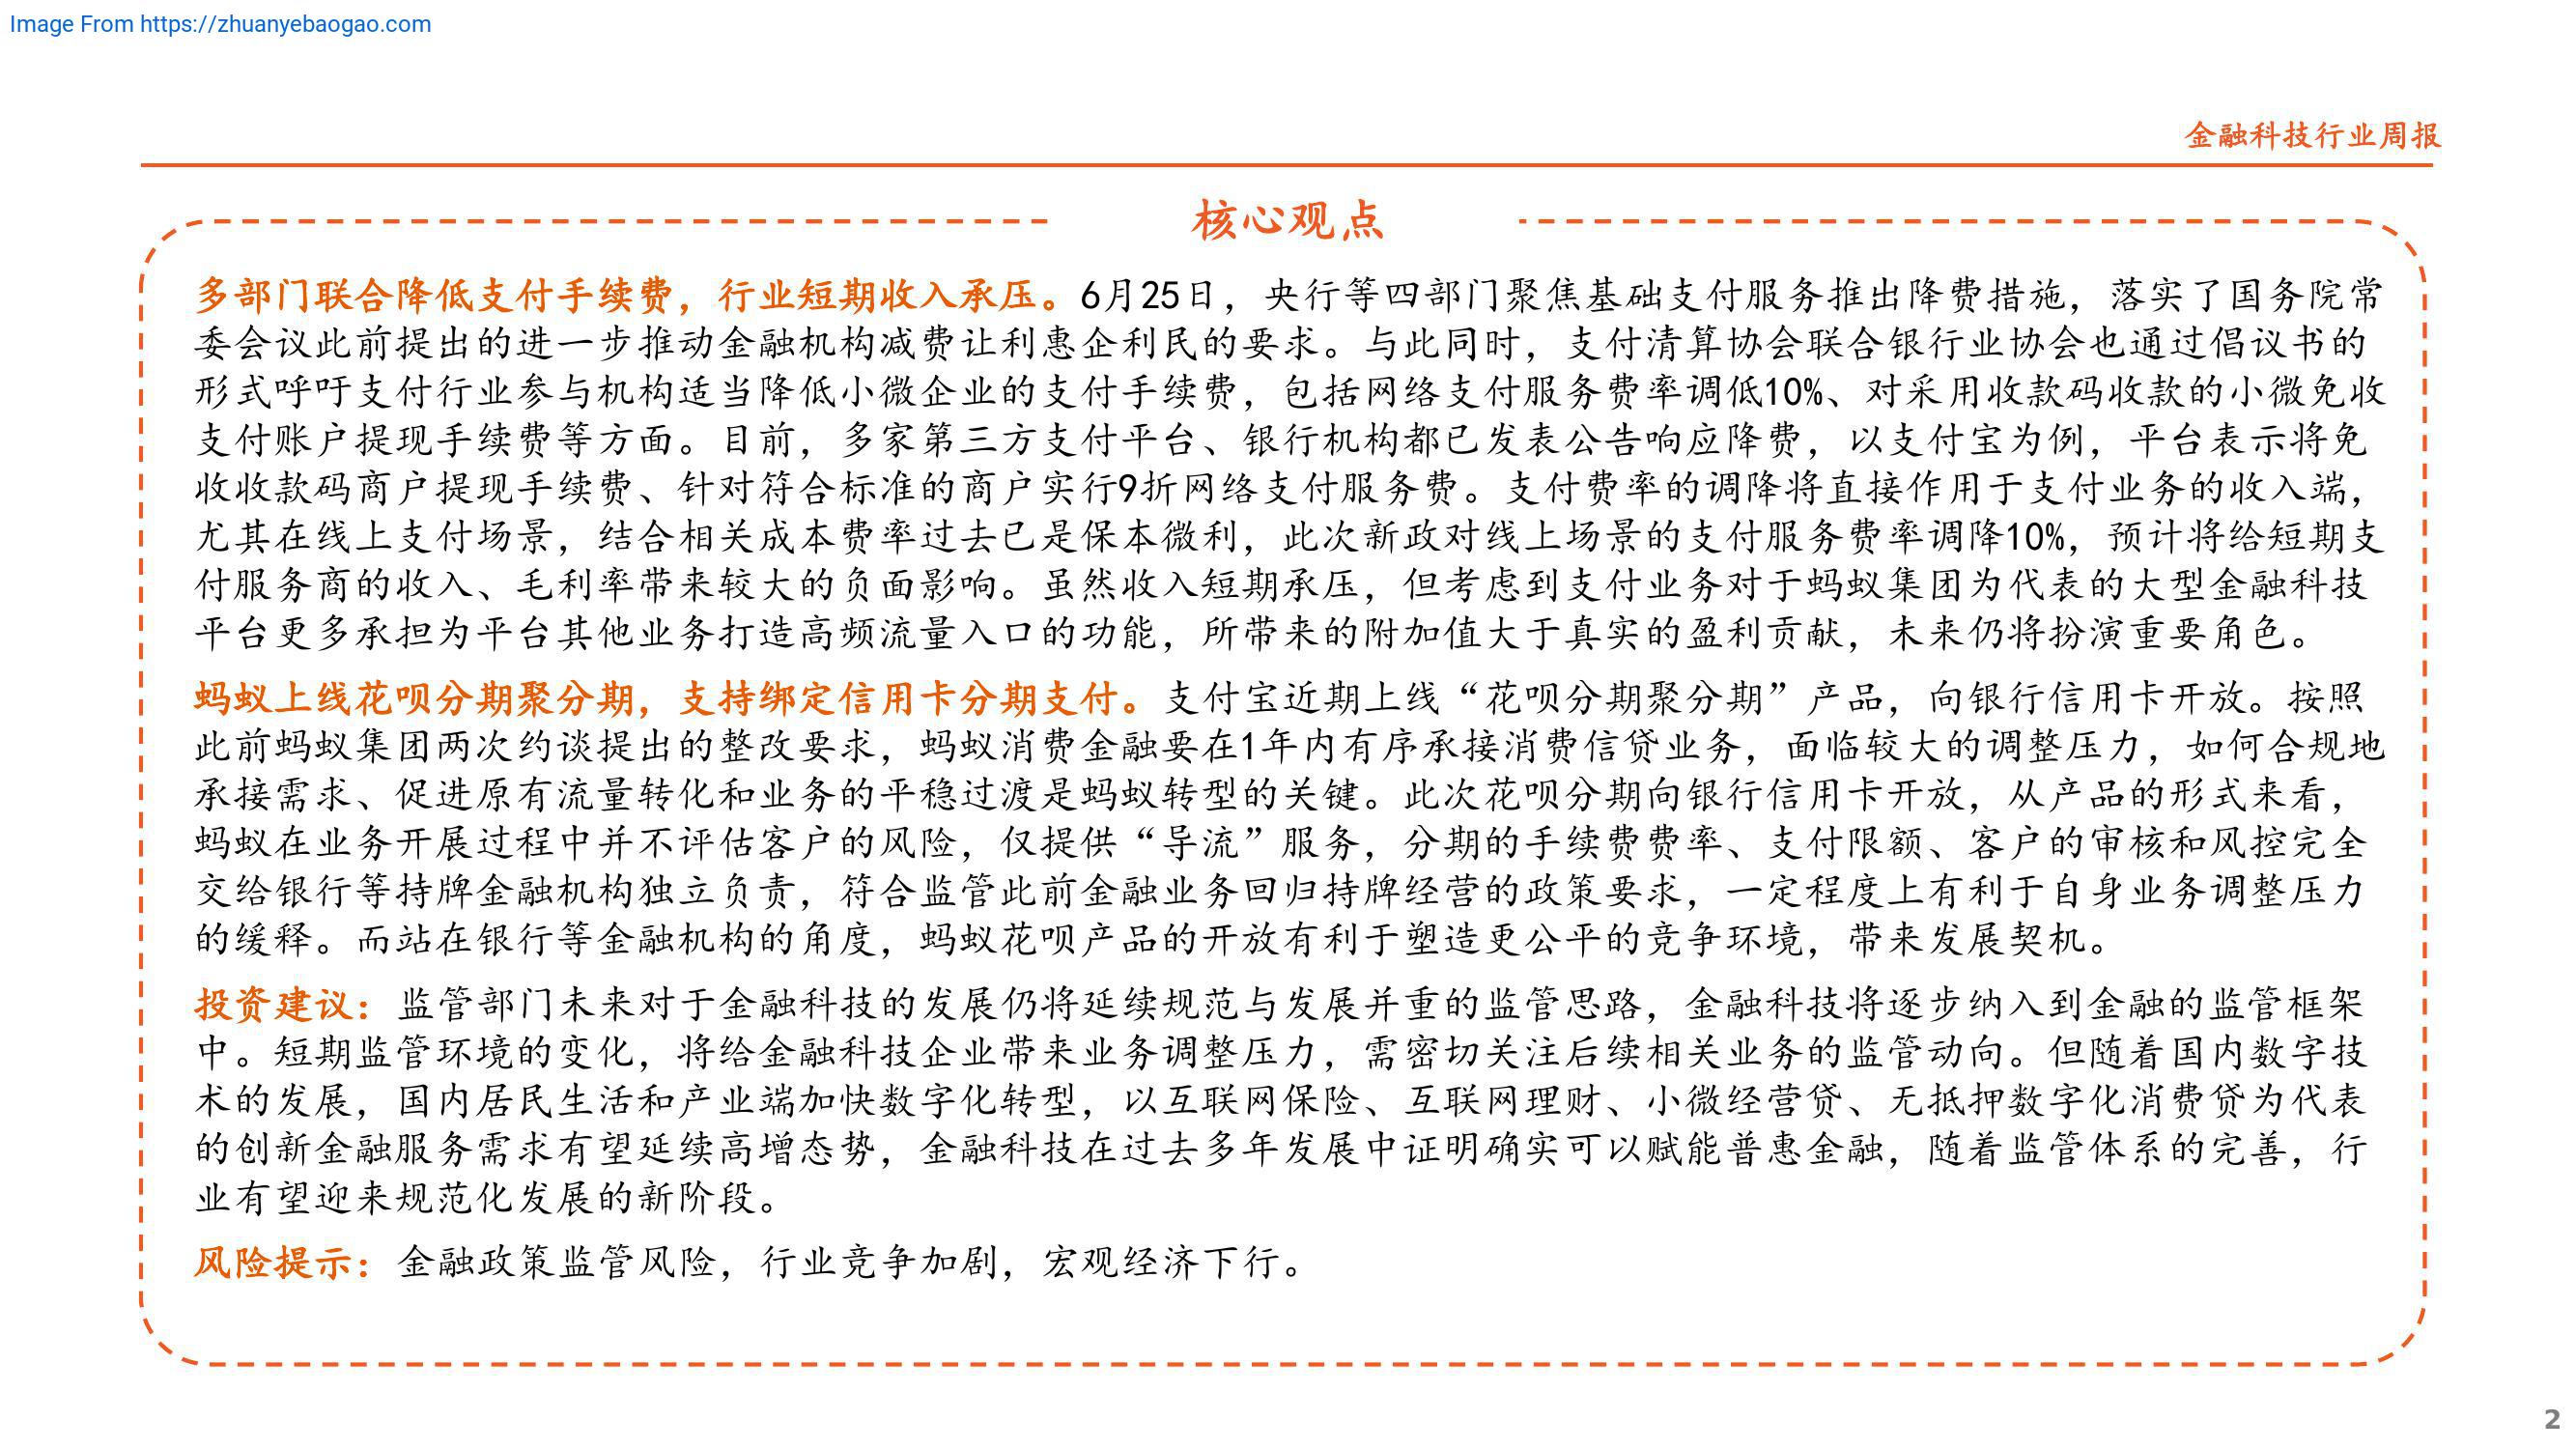 Image From https://zhuanyebaogao.com
金融科技行业周报
核心观点
多部门联合降低支付手续费，行业短期收入承压。6月25日，央行等四部门聚焦基础支付服务推出降费措施，落实了国务院常
委会议此前提出的进一步推动金融机构减费让利惠企利民的要求。与此同时，支付清算协会联合银行业协会也通过倡议书的
形式呼吁支付行业参与机构适当降低小微企业的支付手续费，包括网络支付服务费率调低10%、对采用收款码收款的小微免收
支付账户提现手续费等方面。目前，多家第三方支付平台、银行机构都已发表公告响应降费，以支付宝为例，平台表示将免
收收款码商户提现手续费、针对符合标准的商户实行9折网络支付服务费。支付费率的调降将直接作用于支付业务的收入端，
尤其在线上支付场景，结合相关成本费率过去已是保本微利，此次新政对线上场景的支付服务费率调降10%，预计将给短期支
付服务商的收入、毛利率带来较大的负面影响。虽然收入短期承压，但考虑到支付业务对于蚂蚁集团为代表的大型金融科技
平台更多承担为平台其他业务打造高频流量入口的功能，所带来的附加值大于真实的盈利贡献，未来仍将扮演重要角色。
蚂蚁上线花呗分期聚分期，支持绑定信用卡分期支付。支付宝近期上线“花呗分期聚分期”产品，向银行信用卡开放。按照
此前蚂蚁集团两次约谈提出的整改要求，蚂蚁消费金融要在1年内有序承接消费信贷业务，面临较大的调整压力，如何合规地
承接需求、促进原有流量转化和业务的平稳过渡是蚂蚁转型的关键。此次花呗分期向银行信用卡开放，从产品的形式来看，
蚂蚁在业务开展过程中并不评估客户的风险，仅提供“导流”服务，分期的手续费费率、支付限额、客户的审核和风控完全
交给银行等持牌金融机构独立负责，符合监管此前金融业务回归持牌经营的政策要求，一定程度上有利于自身业务调整压力
的缓释。而站在银行等金融机构的角度，蚂蚁花呗产品的开放有利于塑造更公平的竞争环境，带来发展契机。
投资建议：监管部门未来对于金融科技的发展仍将延续规范与发展并重的监管思路，金融科技将逐步纳入到金融的监管框架
中。短期监管环境的变化，将给金融科技企业带来业务调整压力，需密切关注后续相关业务的监管动向。但随着国内数字技
术的发展，国内居民生活和产业端加快数字化转型，以互联网保险、互联网理财、小微经营贷、无抵押数字化消费贷为代表
的创新金融服务需求有望延续高增态势，金融科技在过去多年发展中证明确实可以赋能普惠金融，随着监管体系的完善，行
业有望迎来规范化发展的新阶段。
风险提示：金融政策监管风险，行业竞争加剧，宏观经济下行。
2